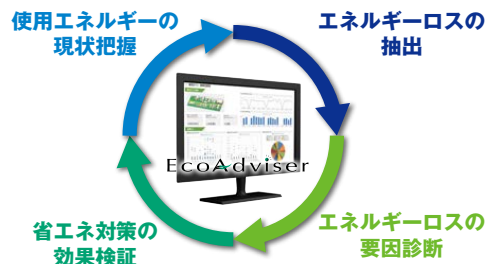 使用エネルギーの
現状把握
エネルギーロスの
抽出
EcoAdviser
省エネ対策の
効果検証
エネルギーロスの
要因診断